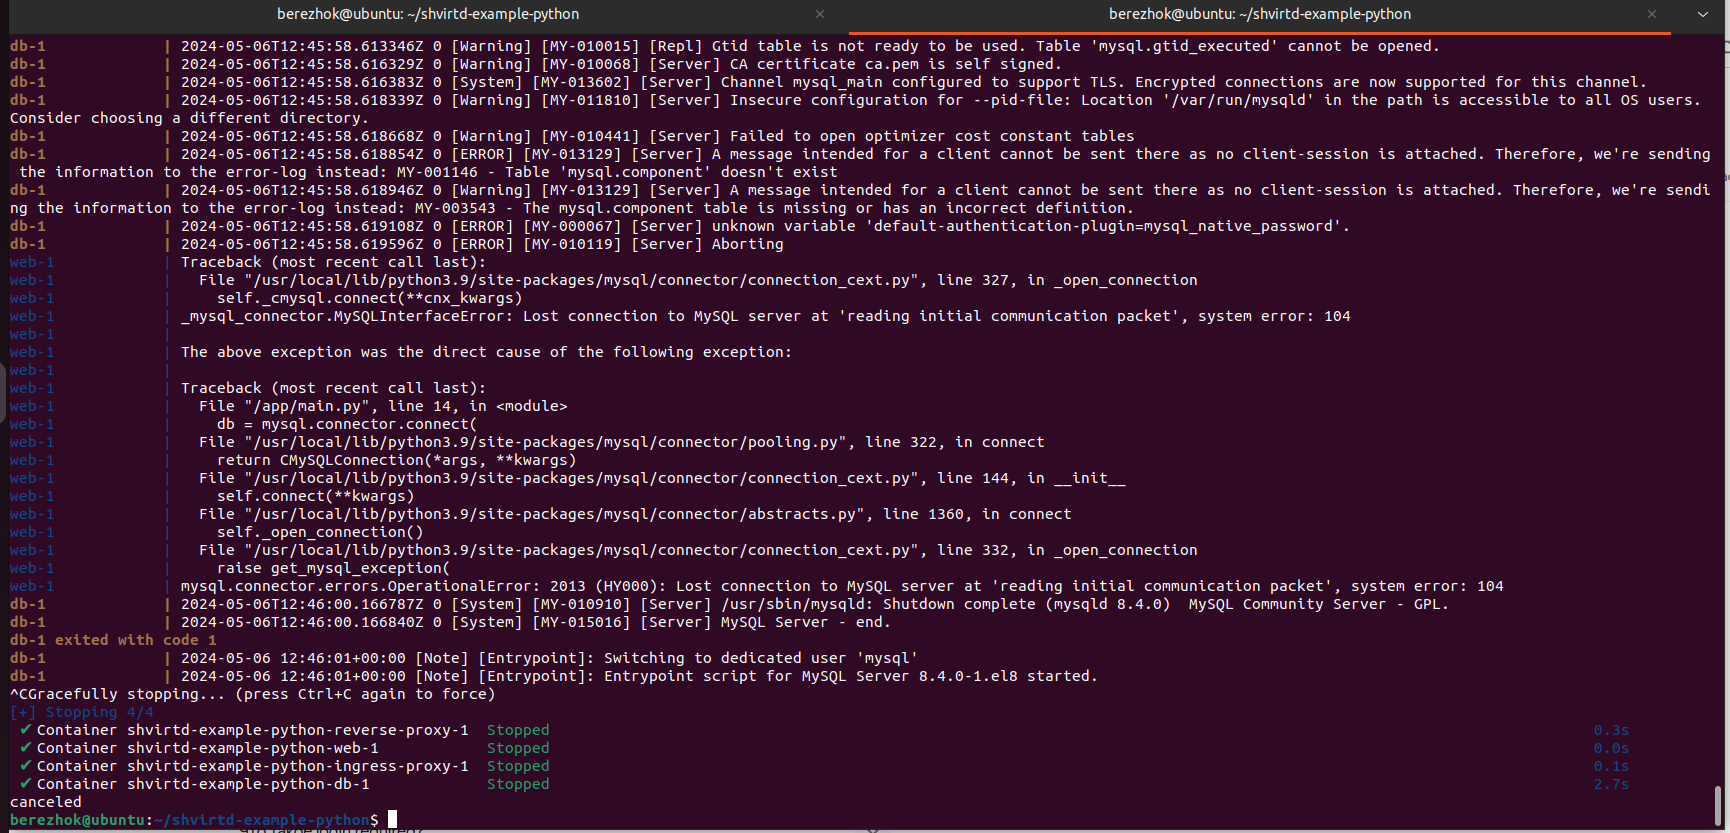 berezhok@ubuntu: ~/shvirtd-example-python × berezhok@ubuntu: ~/shvirtd-example-python ×
db-1 | 2024-05-06T12:45:58.613346Z 0 [Warning] [MY-010015] [Repl] Gtid table is not ready to be used. Table 'mysql.gtid_executed' cannot be opened.
db-1 | 2024-05-06T12:45:58.616329Z 0 [Warning] [MY-010068] [Server] CA certificate ca.pem is self signed.
db-1 | 2024-05-06T12:45:58.616383Z 0 [System] [MY-013602] [Server] Channel mysql_main configured to support TLS. Encrypted connections are now supported for this channel.
db-1 | 2024-05-06T12:45:58.618339Z 0 [Warning] [MY-011810] [Server] Insecure configuration for --pid-file: Location '/var/run/mysqld' in the path is accessible to all OS users.
Consider choosing a different directory.
db-1 | 2024-05-06T12:45:58.618668Z 0 [Warning] [MY-010441] [Server] Failed to open optimizer cost constant tables
db-1 | 2024-05-06T12:45:58.618854Z 0 [ERROR] [MY-013129] [Server] A message intended for a client cannot be sent there as no client-session is attached. Therefore, we're sending
the information to the error-log instead: MY-001146 - Table 'mysql.component' doesn't exist
db-1 | 2024-05-06T12:45:58.618946Z 0 [Warning] [MY-013129] [Server] A message intended for a client cannot be sent there as no client-session is attached. Therefore, we're sendi
ng the information to the error-log instead: MY-003543 - The mysql.component table is missing or has an incorrect definition.
db-1 | 2024-05-06T12:45:58.619108Z 0 [ERROR] [MY-000067] [Server] unknown variable 'default-authentication-plugin=mysql_native_password'.
db-1 | 2024-05-06T12:45:58.619596Z 0 [ERROR] [MY-010119] [Server] Aborting
web-1 | Traceback (most recent call last):
web-1 | File "/usr/local/lib/python3.9/site-packages/mysql/connector/connection_cext.py", line 327, in _open_connection
web-1 | self._cmysql.connect(**cnx_kwargs)
web-1 | _mysql_connector.MySQLInterfaceError: Lost connection to MySQL server at 'reading initial communication packet', system error: 104
web-1 |
web-1 | The above exception was the direct cause of the following exception:
web-1 |
web-1 | Traceback (most recent call last):
web-1 | File "/app/main.py", line 14, in <module>
web-1 | db = mysql.connector.connect(
web-1 | File "/usr/local/lib/python3.9/site-packages/mysql/connector/pooling.py", line 322, in connect
web-1 | return CMySQLConnection(*args, **kwargs)
web-1 | File "/usr/local/lib/python3.9/site-packages/mysql/connector/connection_cext.py", line 144, in __init__
web-1 | self.connect(**kwargs)
web-1 | File "/usr/local/lib/python3.9/site-packages/mysql/connector/abstracts.py", line 1360, in connect
web-1 | self._open_connection()
web-1 | File "/usr/local/lib/python3.9/site-packages/mysql/connector/connection_cext.py", line 332, in _open_connection
web-1 | raise get_mysql_exception(
web-1 | mysql.connector.errors.OperationalError: 2013 (HY000): Lost connection to MySQL server at 'reading initial communication packet', system error: 104
db-1 | 2024-05-06T12:46:00.166787Z 0 [System] [MY-010910] [Server] /usr/sbin/mysqld: Shutdown complete (mysqld 8.4.0)  MySQL Community Server - GPL.
db-1 | 2024-05-06T12:46:00.166840Z 0 [System] [MY-015016] [Server] MySQL Server - end.
db-1 exited with code 1
db-1 | 2024-05-06 12:46:01+00:00 [Note] [Entrypoint]: Switching to dedicated user 'mysql'
db-1 | 2024-05-06 12:46:01+00:00 [Note] [Entrypoint]: Entrypoint script for MySQL Server 8.4.0-1.el8 started.
^CGracefully stopping... (press Ctrl+C again to force)
[+] Stopping 4/4
✔ Container shvirtd-example-python-reverse-proxy-1 Stopped 0.3s
✔ Container shvirtd-example-python-web-1 Stopped 0.0s
✔ Container shvirtd-example-python-ingress-proxy-1 Stopped 0.1s
✔ Container shvirtd-example-python-db-1 Stopped 2.7s
canceled
berezhok@ubuntu:~/shvirtd-example-python$